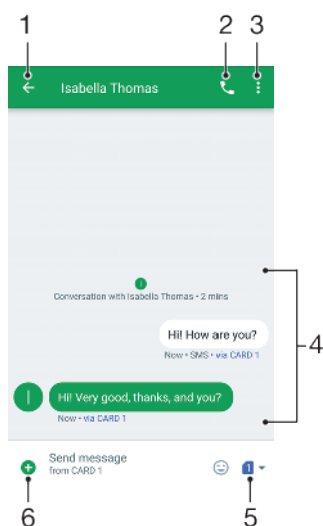 1 2 3
Isabella Thomas
Conversation with Isabella Thomas • 2 mins
Hi! How are you?
Now • SMS • via CARD 1
4
I Hi! Very good, thanks, and you?
Now • via CARD 1
Send message
from CARD 1
1
6 5